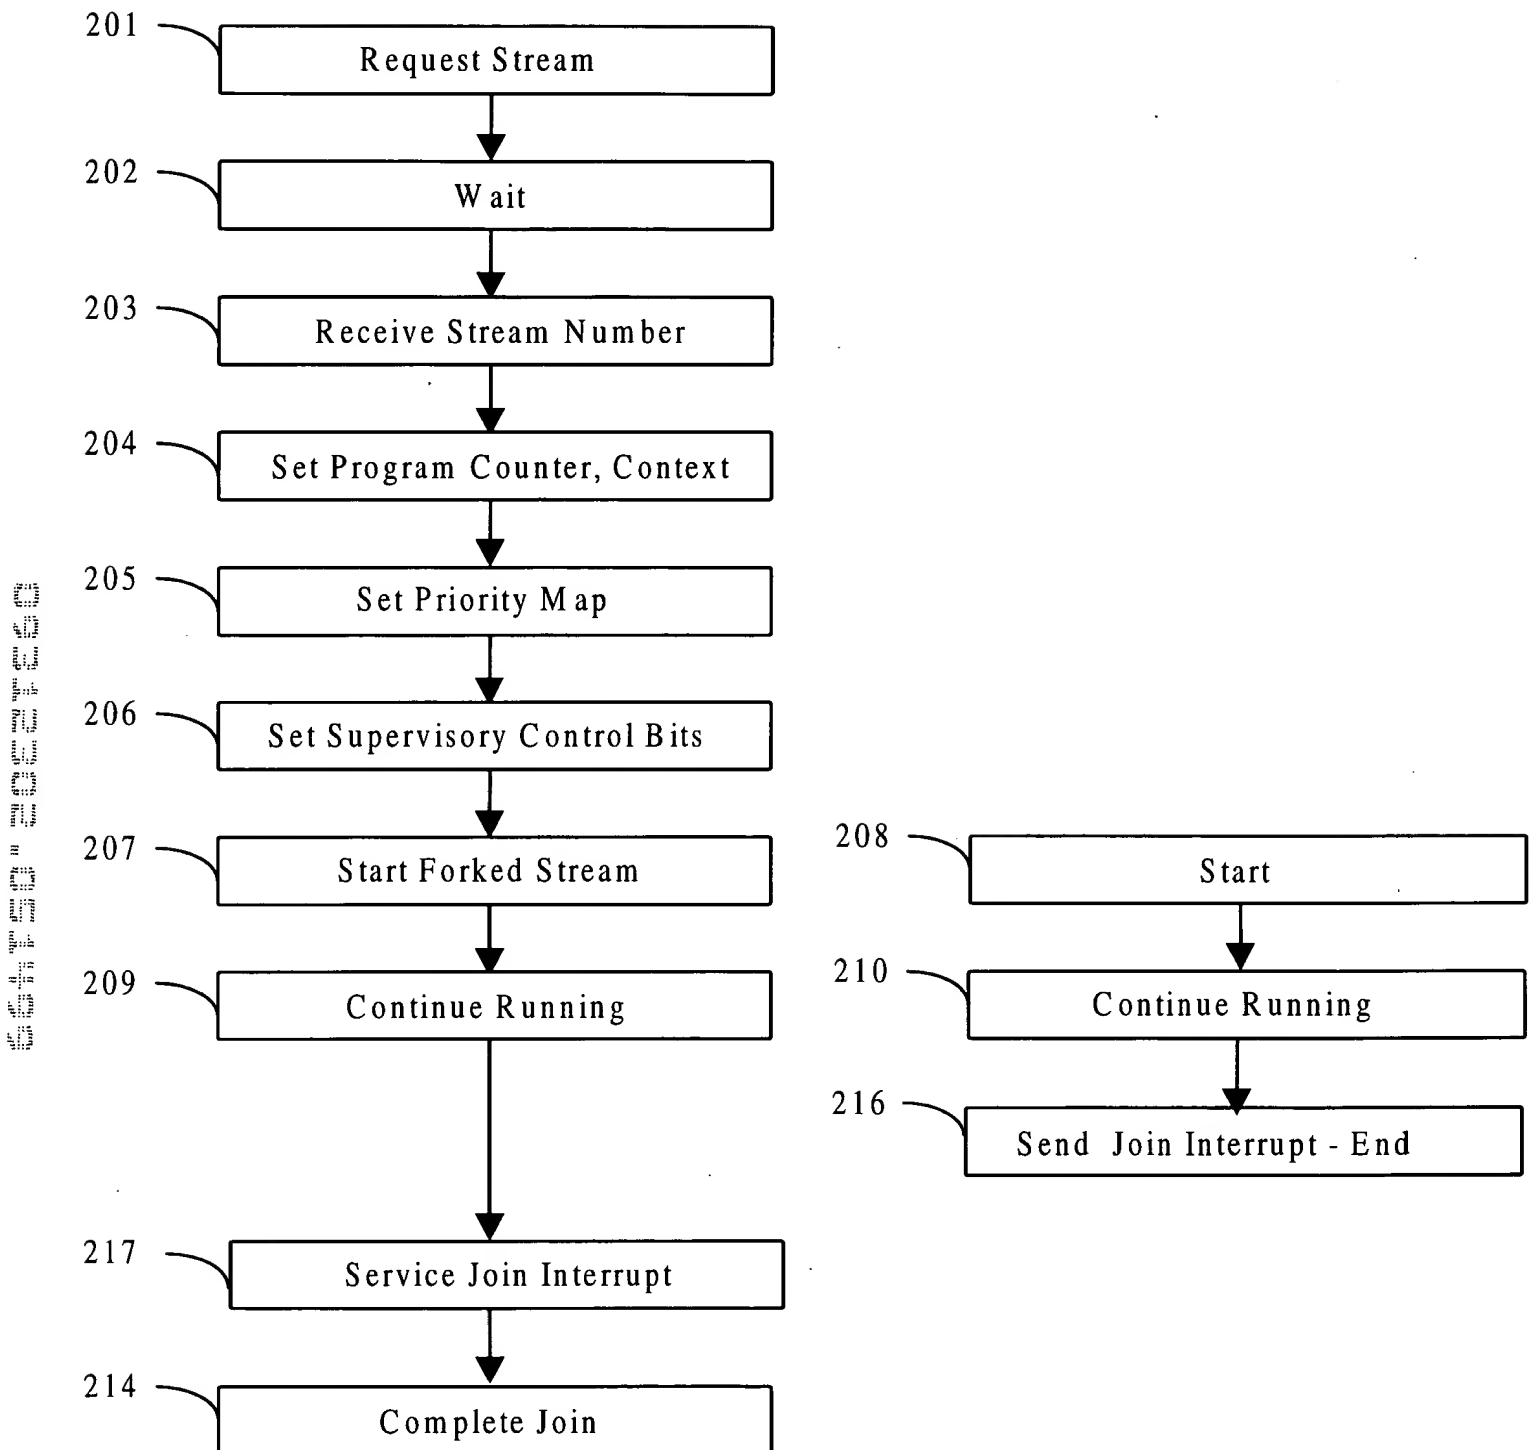 201
Request Stream
202
Wait
203
Receive Stream Number
204
Set Program Counter, Context
205
Set Priority Map
206
Set Supervisory Control Bits
207
Start Forked Stream
208
Start
209
Continue Running
210
Continue Running
216
Send Join Interrupt - End
217
Service Join Interrupt
214
Complete Join